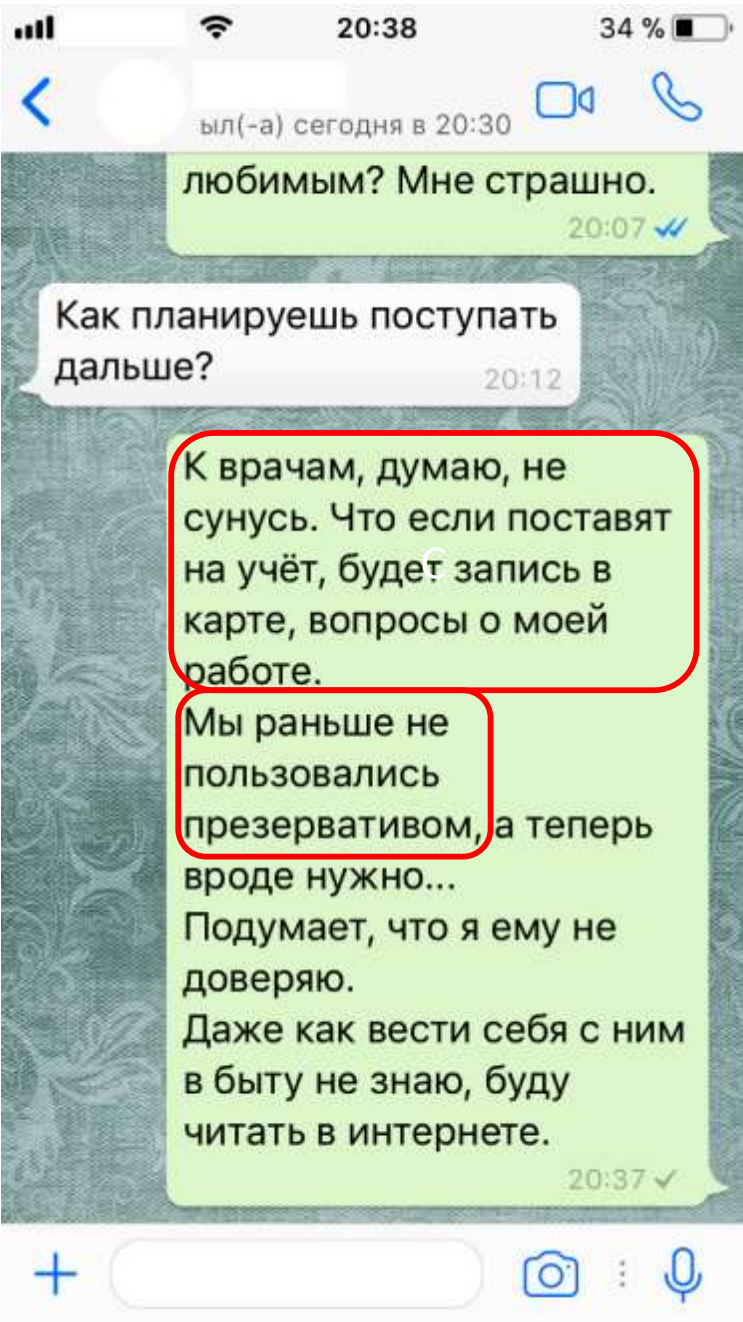 20:38
34 %
ыл(-а) сегодня в 20:30
любимым? Мне страшно.
20:07
Как планируешь поступать
дальше?
20:12
К врачам, думаю, не
сунусь. Что если поставят
на учёт, будет запись в
карте, вопросы о моей
работе.
Мы раньше не
пользовались
презервативом, а теперь
вроде нужно...
Подумает, что я ему не
доверяю.
Даже как вести себя с ним
в быту не знаю, буду
читать в интернете.
20:37